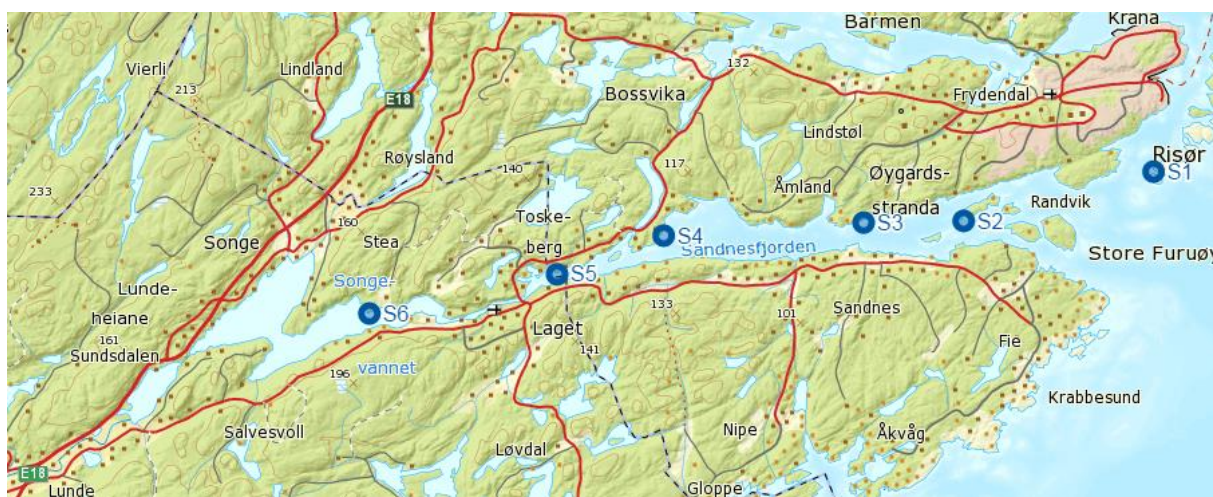 Barmen
Krana
Vierli
Lindland
132
213
E18
Bossvika
Frydendal
Lindstøl
Røysland
140
117
Risør
S1
233
Åmland
Øygards-
stranda
Toske-
berg
Randvik
160
Songe
Stea
S4
S3
S2
Sandnesfjorden
Store Furuøy
Songe-
vannet
S5
Lunde-
heiane
S6
133
Sandnes
101
Laget
161
Sundsdalen
141
Fie
196
Krabbesund
Salvesvoll
Nipe
Åkvåg
Løvdal
E18
Lunde
Gloppe